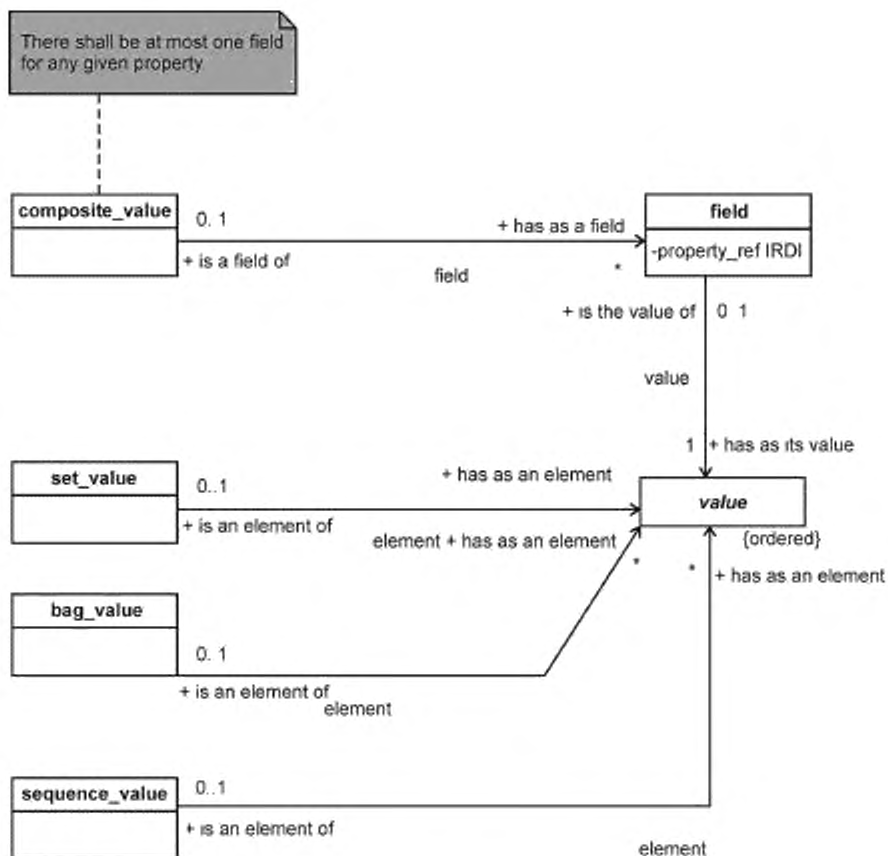 There shall be at most one field
for any given property
composite_value
0. 1
+ has as a field
field
-property_ref IRDI
+ is a field of
*
field
+ is the value of
0 1
value
1
+ has as its value
set_value
0..1
+ has as an element
value
+ is an element of
element + has as an element
{ordered}
*
*
+ has as an element
bag_value
0. 1
+ is an element of
element
sequence_value
0..1
+ is an element of
element